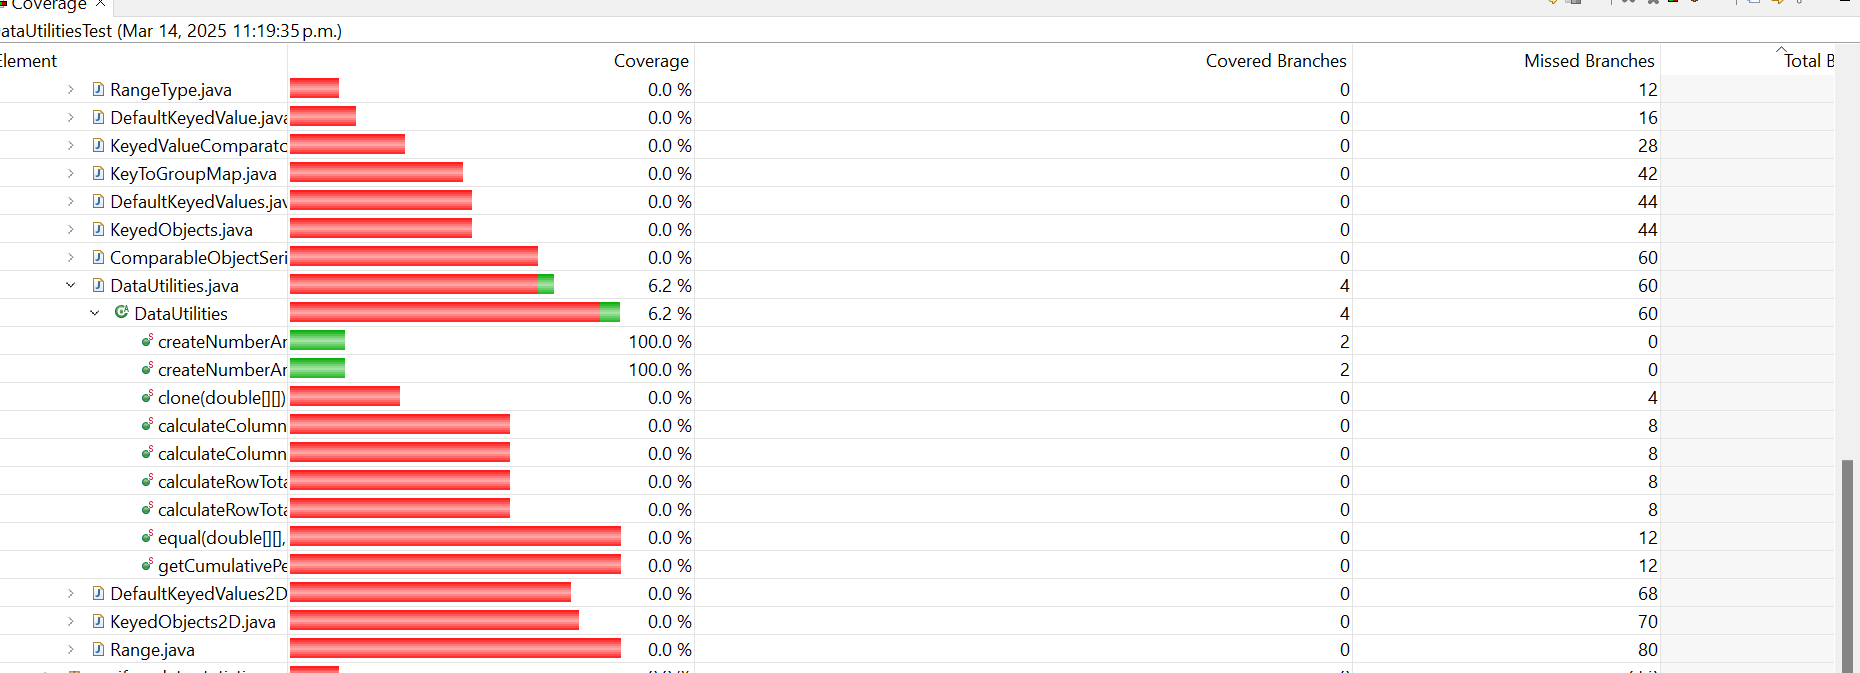 Coverage
ataUtilitiesTest (Mar 14, 2025 11:19:35 p.m.)
Element Coverage Covered Branches Missed Branches Total B
RangeType.java 0.0 % 0 12
DefaultKeyedValue.java 0.0 % 0 16
KeyedValueComparato 0.0 % 0 28
KeyToGroupMap.java 0.0 % 0 42
DefaultKeyedValues.jav 0.0 % 0 44
KeyedObjects.java 0.0 % 0 44
ComparableObjectSeri 0.0 % 0 60
DataUtilities.java 6.2 % 4 60
DataUtilities 6.2 % 4 60
createNumberAr 100.0 % 2 0
createNumberAr 100.0 % 2 0
clone(double[][]) 0.0 % 0 4
calculateColumn 0.0 % 0 8
calculateColumn 0.0 % 0 8
calculateRowTota 0.0 % 0 8
calculateRowTota 0.0 % 0 8
equal(double[][], 0.0 % 0 12
getCumulativePe 0.0 % 0 12
DefaultKeyedValues2D 0.0 % 0 68
KeyedObjects2D.java 0.0 % 0 70
Range.java 0.0 % 0 80